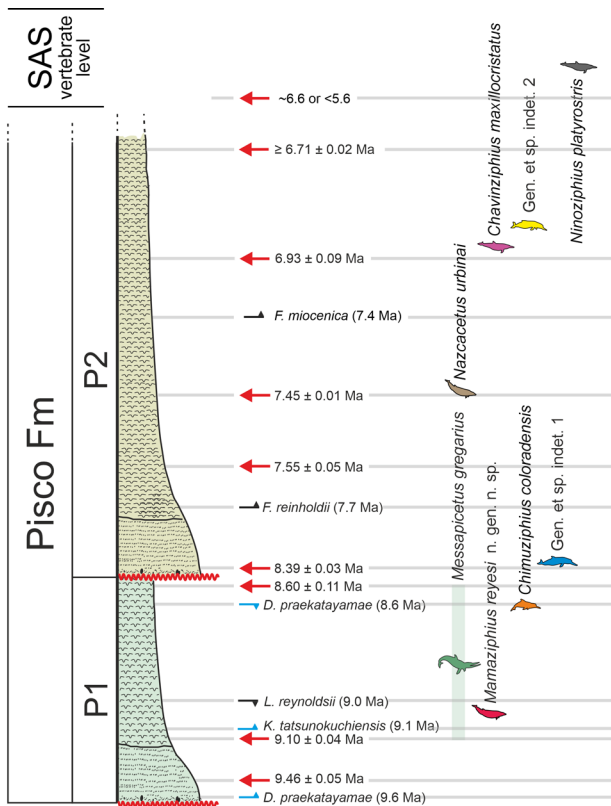 SAS
vertebrate
level
Pisco Fm
P2
P1
~6.6 or <5.6
≥ 6.71 ± 0.02 Ma
6.93 ± 0.09 Ma
F. miocenica (7.4 Ma)
7.45 ± 0.01 Ma
7.55 ± 0.05 Ma
F. reinholdii (7.7 Ma)
8.39 ± 0.03 Ma
8.60 ± 0.11 Ma
D. praekatayamae (8.6 Ma)
L. reynoldsii (9.0 Ma)
K. tatsunokuchiensis (9.1 Ma)
9.10 ± 0.04 Ma
9.46 ± 0.05 Ma
D. praekatayamae (9.6 Ma)
Messapicetus gregarius
Nazcacetus urbinai
Mamaziphius reyesi n. gen. n. sp.
Chavinziphius maxillocristatus
Chimuziphius coloradensis
Gen. et sp. indet. 2
Gen. et sp. indet. 1
Ninoziphius platyrostris